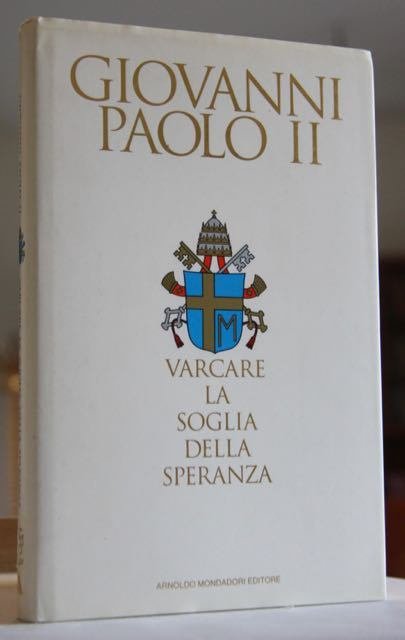 GIOVANNI
PAOLO II
M
VARCARE
LA
SOGLIA
DELLA
SPERANZA
ARNOLDO MONDADORI EDITORE